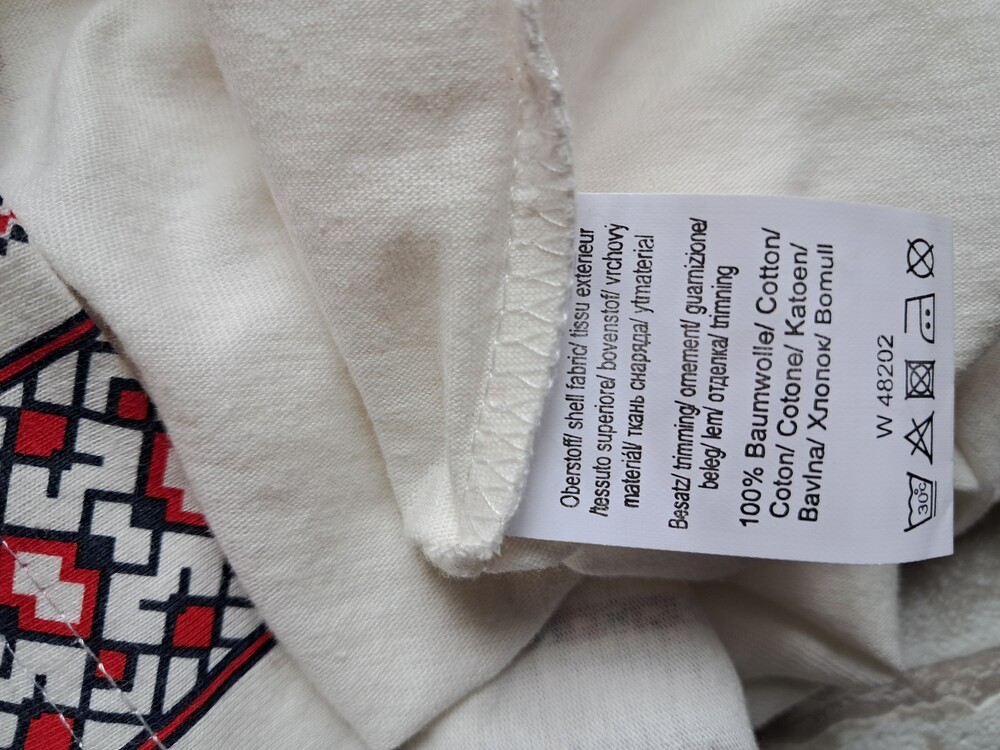 Oberstoff/ shell fabric/ tissu exterieur
/tessuto superiore/ bovenstof/ vrchový
materiál/ ткань снаряда/ ytmaterial
Besatz/ trimming/ ornement/ guarnizione/
beleg/ lem/ отделка/ trimming
100% Baumwolle/ Cotton/
Coton/ Cotone/ Katoen/
Bavlna/ Хлопок/ Bomull
W 48202
30°C